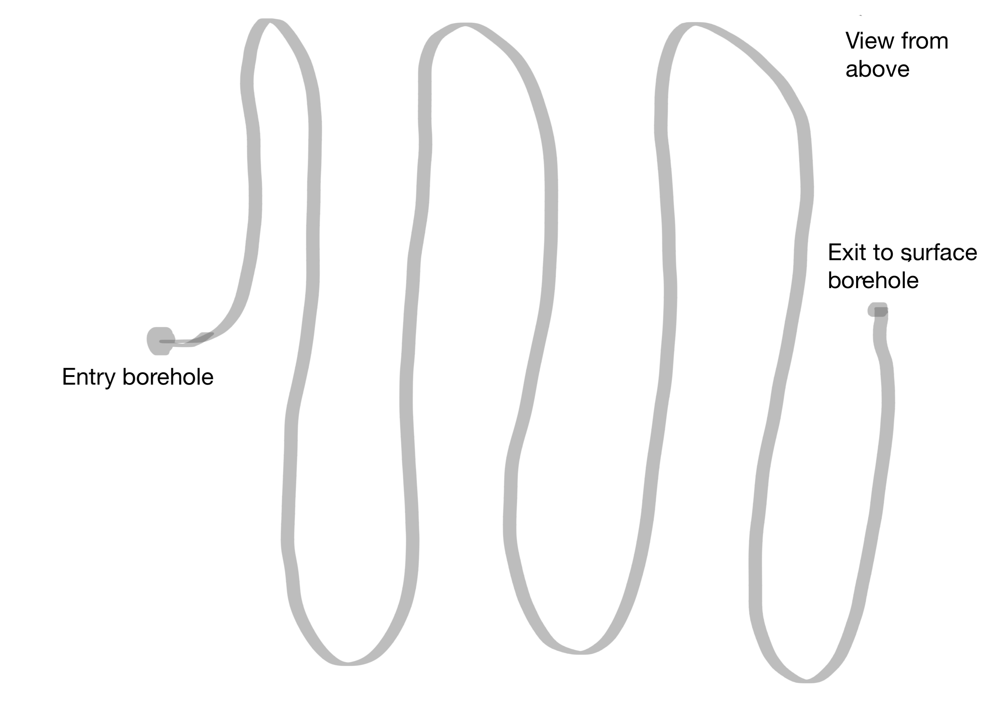 View from
above
Exit to surface
borehole
Entry borehole